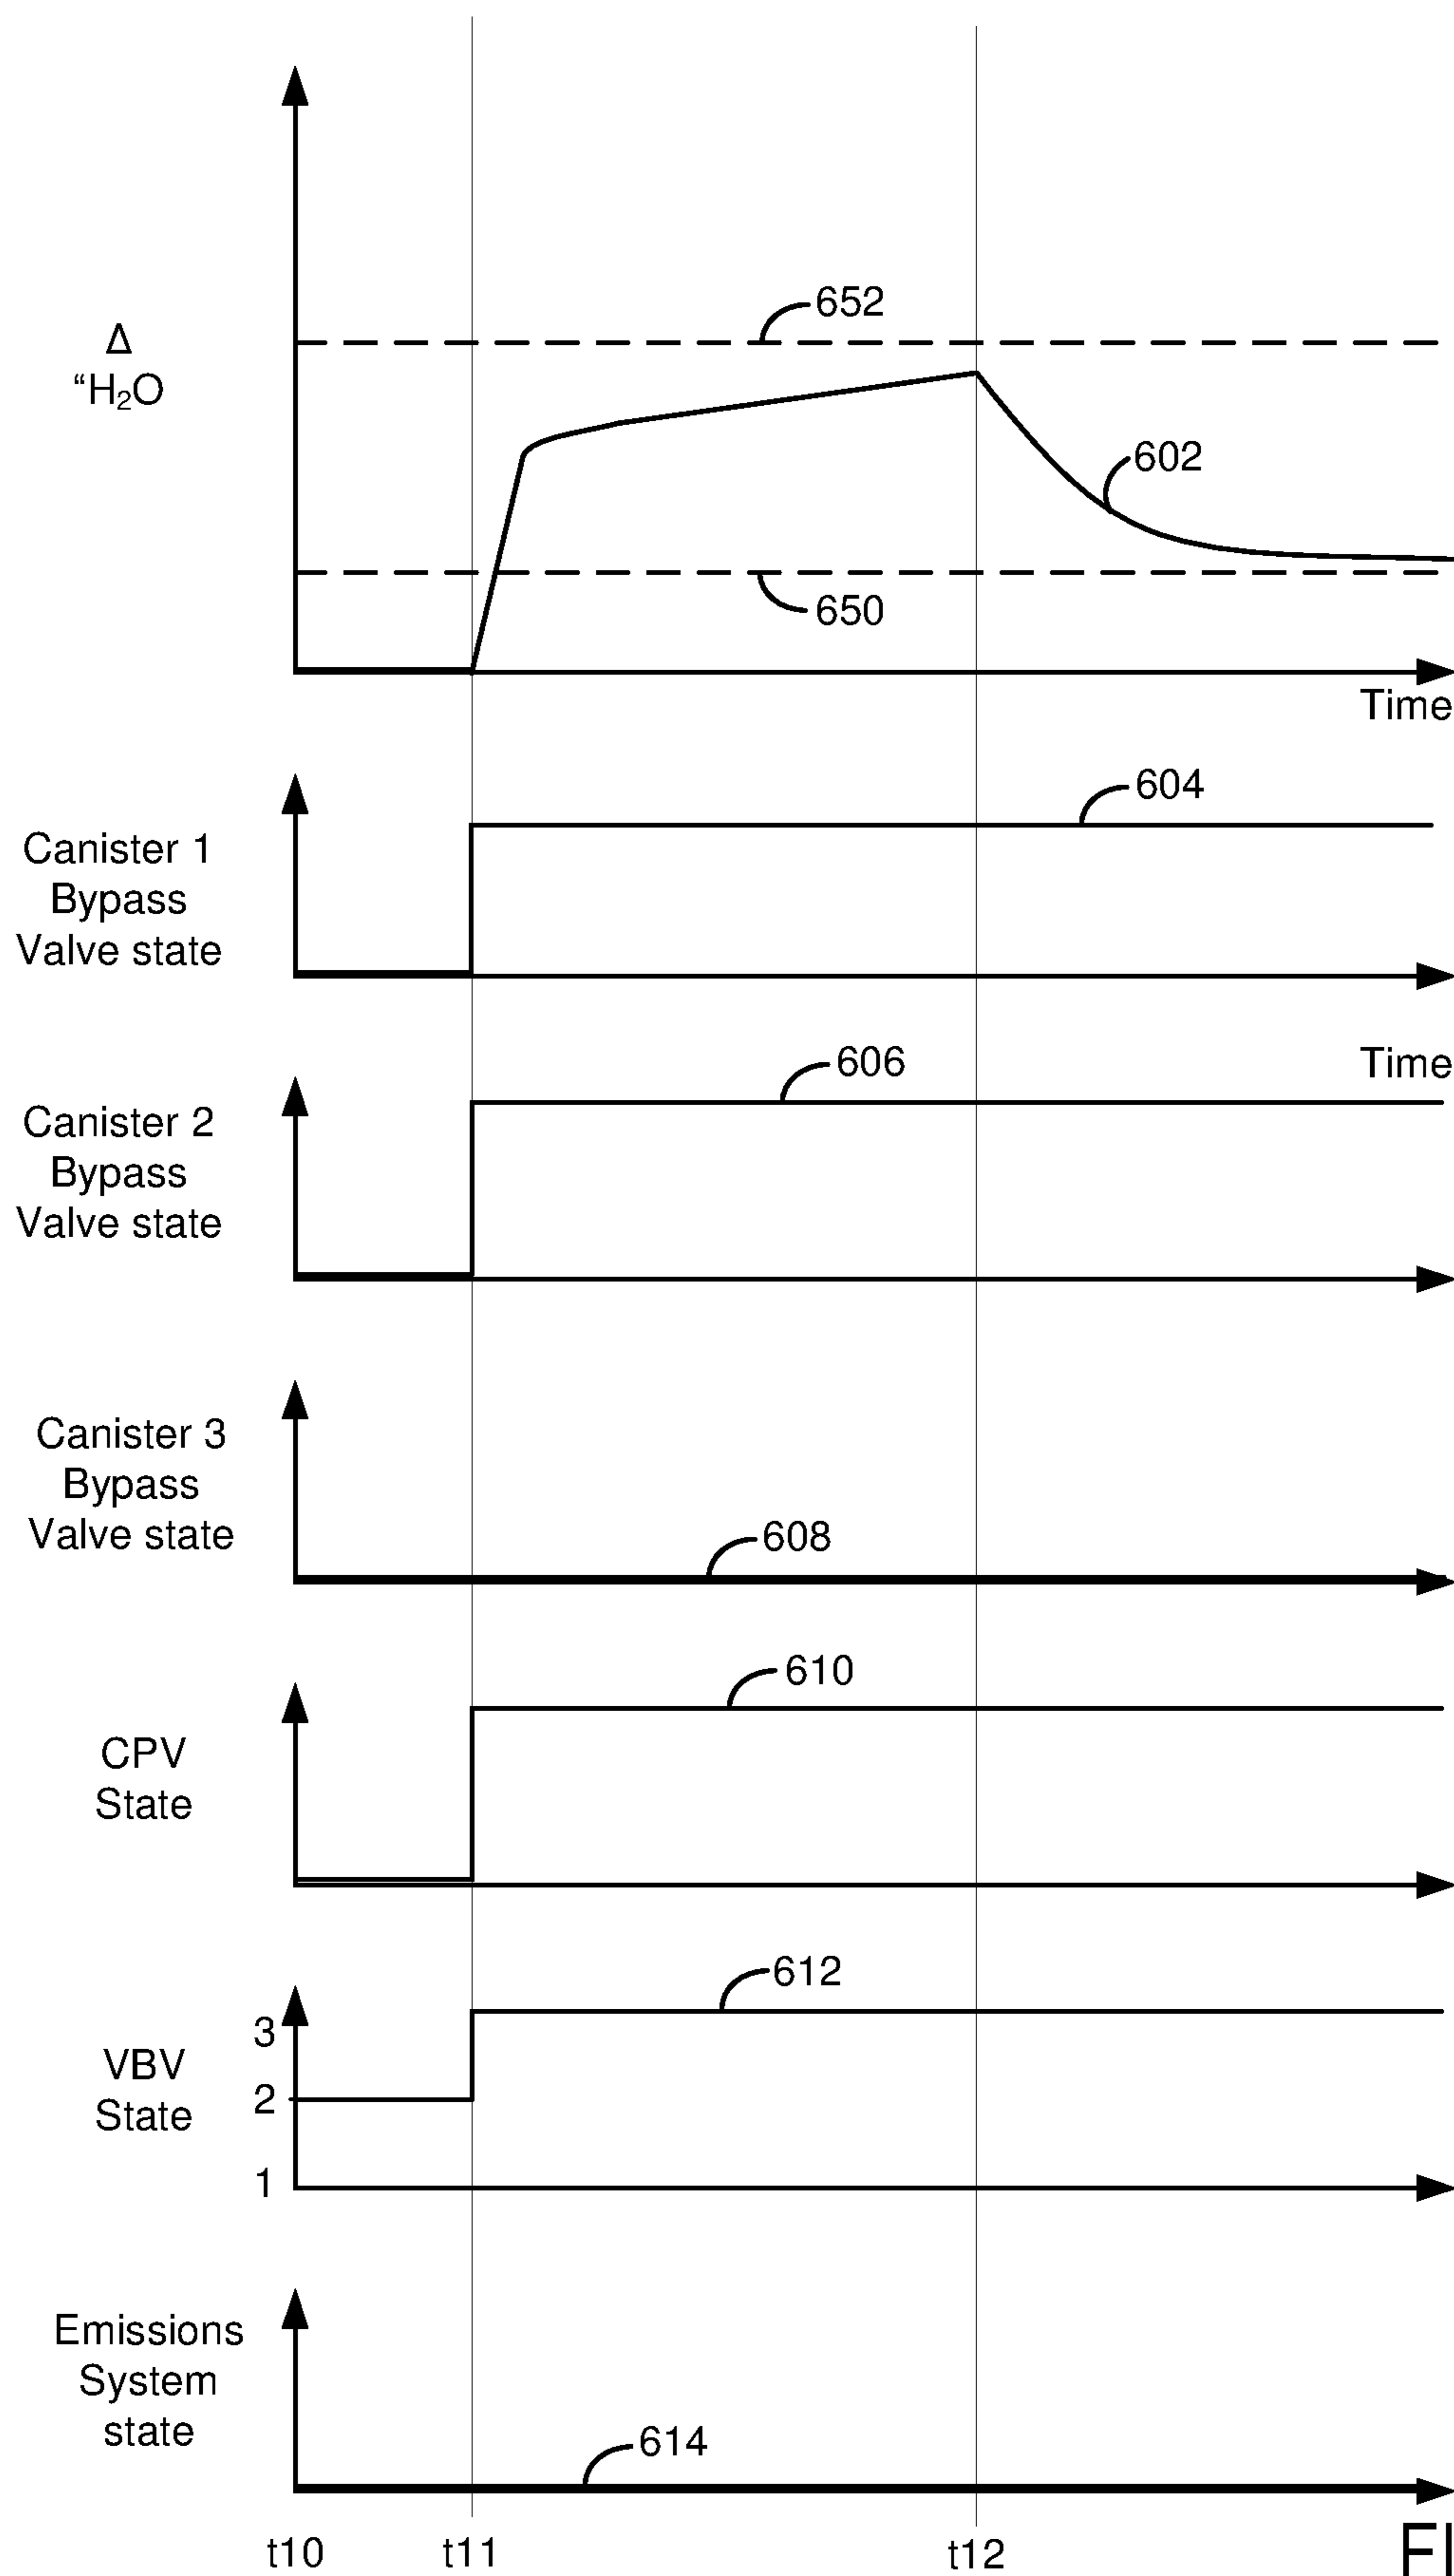 652
Δ
“H₂O
602
650
Time
604
Canister 1
Bypass
Valve state
606
Time
Canister 2
Bypass
Valve state
Canister 3
Bypass
Valve state
608
610
CPV
State
612
3
VBV
2
State
1
Emissions
System
state
614
t10 t11 t12